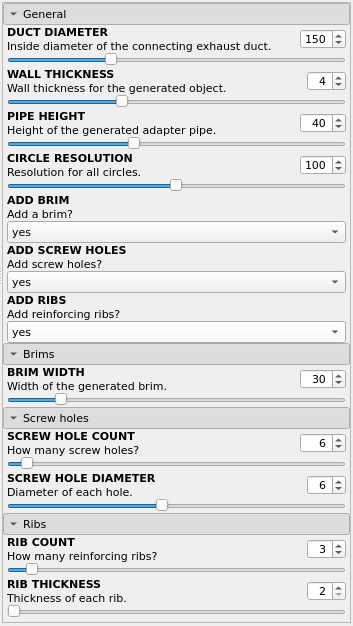 General
DUCT DIAMETER
Inside diameter of the connecting exhaust duct.
150
WALL THICKNESS
Wall thickness for the generated object.
4
PIPE HEIGHT
Height of the generated adapter pipe.
40
CIRCLE RESOLUTION
Resolution for all circles.
100
ADD BRIM
Add a brim?
yes
ADD SCREW HOLES
Add screw holes?
yes
ADD RIBS
Add reinforcing ribs?
yes
Brims
BRIM WIDTH
Width of the generated brim.
30
Screw holes
SCREW HOLE COUNT
How many screw holes?
6
SCREW HOLE DIAMETER
Diameter of each hole.
6
Ribs
RIB COUNT
How many reinforcing ribs?
3
RIB THICKNESS
Thickness of each rib.
2